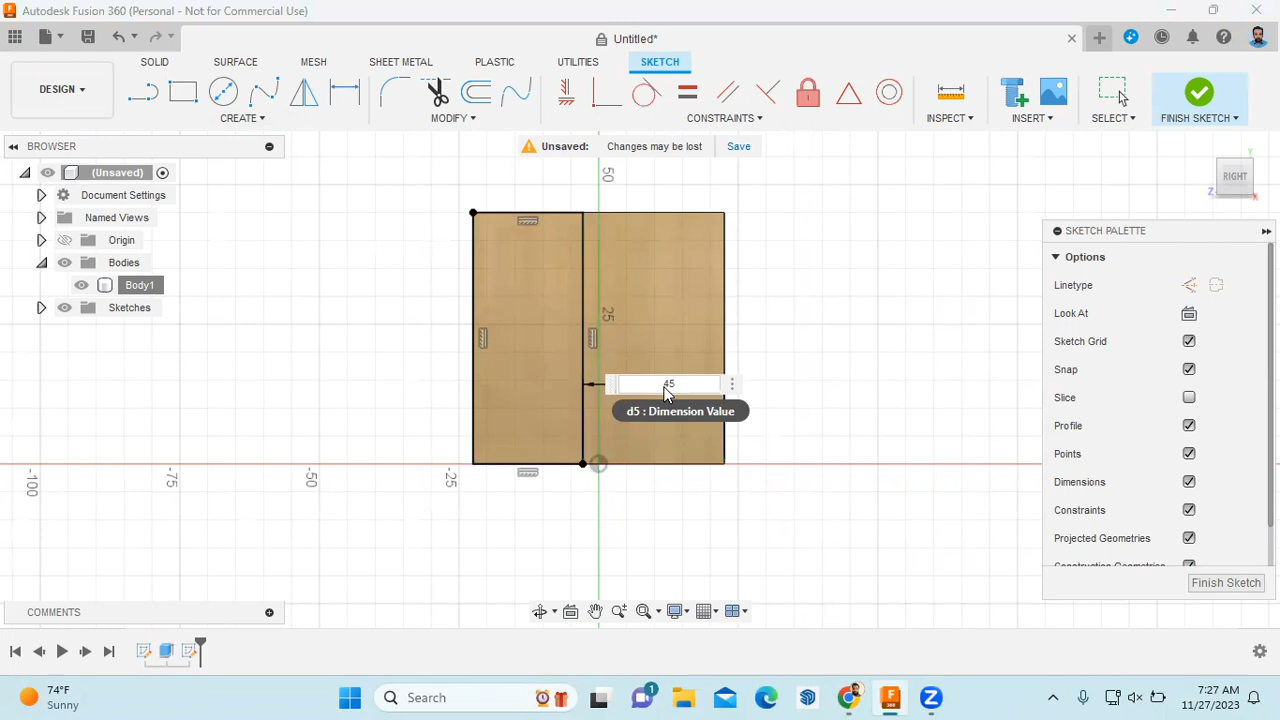 Autodesk Fusion 360 (Personal - Not for Commercial Use)
Untitled*
DESIGN
SOLID SURFACE MESH SHEET METAL PLASTIC UTILITIES SKETCH
CREATE MODIFY CONSTRAINTS INSPECT INSERT SELECT FINISH SKETCH
BROWSER
Unsaved: Changes may be lost Save
(Unsaved)
Document Settings
Named Views
Origin
Bodies
Body1
Sketches
50
25
-100
-75
-50
-25
45
d5 : Dimension Value
RIGHT
Y
Z
X
SKETCH PALETTE
Options
Linetype
Look At
Sketch Grid
Snap
Slice
Profile
Points
Dimensions
Constraints
Projected Geometries
Construction Geometries
Finish Sketch
COMMENTS
74°F
Sunny
Search
1
7:27 AM
11/27/2023